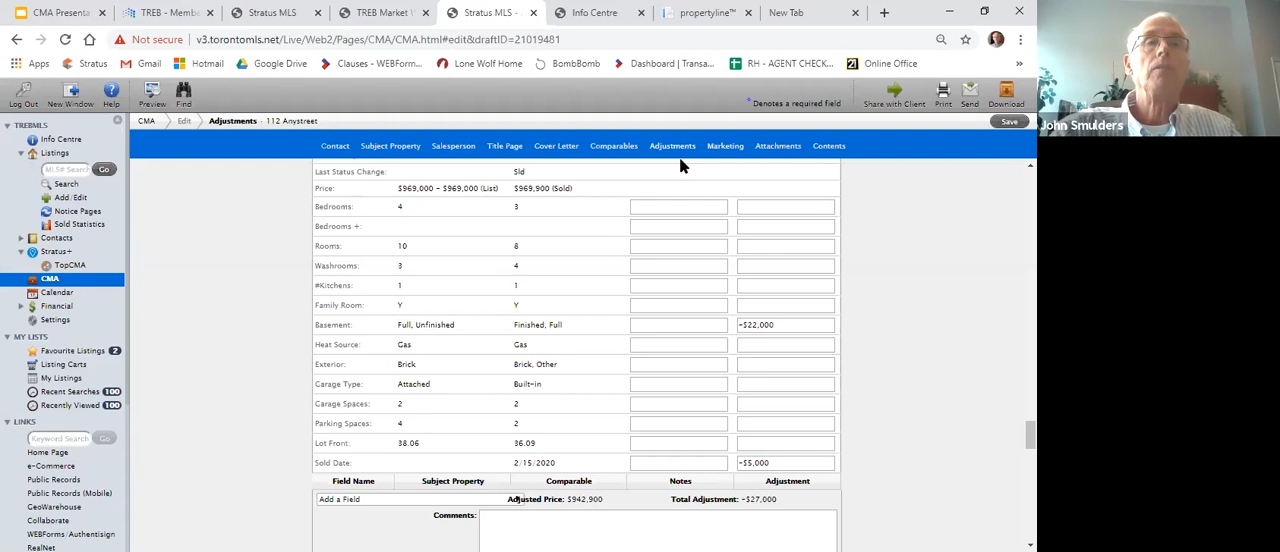 CMA Presenta
TREB - Membe
Stratus MLS
TREB Market W
Stratus MLS -
Info Centre
propertyline™
New Tab
Not secure v3.torontomls.net/Live/Web2/Pages/CMA/CMA.html#edit&draftID=21019481
Apps Stratus Gmail Hotmail Google Drive Clauses - WEBForm... Lone Wolf Home BombBomb Dashboard | Transa... RH - AGENT CHECK... 21 Online Office
Log Out New Window Help Preview Find * Denotes a required field Share with Client Print Send Download
CMA Edit Adjustments - 112 Anystreet Save
Contact Subject Property Salesperson Title Page Cover Letter Comparables Adjustments Marketing Attachments Contents
TREBMLS
Info Centre
Listings
MLS# Search Go
Search
Add/Edit
Notice Pages
Sold Statistics
Contacts
Stratus+
TopCMA
CMA
Calendar
Financial
Settings
MY LISTS
Favourite Listings 2
Listing Carts
My Listings
Recent Searches 100
Recently Viewed 100
LINKS
Keyword Search Go
Home Page
e-Commerce
Public Records
Public Records (Mobile)
GeoWarehouse
Collaborate
WEBForms/Authentisign
RealNet
Last Status Change: Sld
Price: $969,000 - $969,000 (List) $969,900 (Sold)
Bedrooms: 4 3
Bedrooms +:
Rooms: 10 8
Washrooms: 3 4
#Kitchens: 1 1
Family Room: Y Y
Basement: Full, Unfinished Finished, Full -$22,000
Heat Source: Gas Gas
Exterior: Brick Brick, Other
Garage Type: Attached Built-in
Garage Spaces: 2 2
Parking Spaces: 4 2
Lot Front: 38.06 36.09
Sold Date: 2/15/2020 -$5,000
Field Name Subject Property Comparable Notes Adjustment
Add a Field Adjusted Price: $942,900 Total Adjustment: -$27,000
Comments:
John Smulders